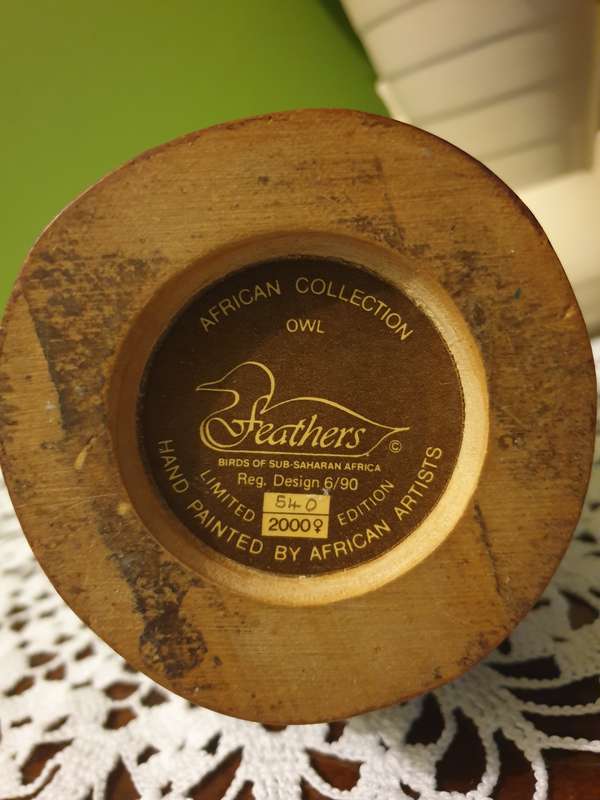 AFRICAN COLLECTION
OWL
Feathers ©
BIRDS OF SUB-SAHARAN AFRICA
Reg. Design 6/90
LIMITED EDITION
540
2000♀
HAND PAINTED BY AFRICAN ARTISTS